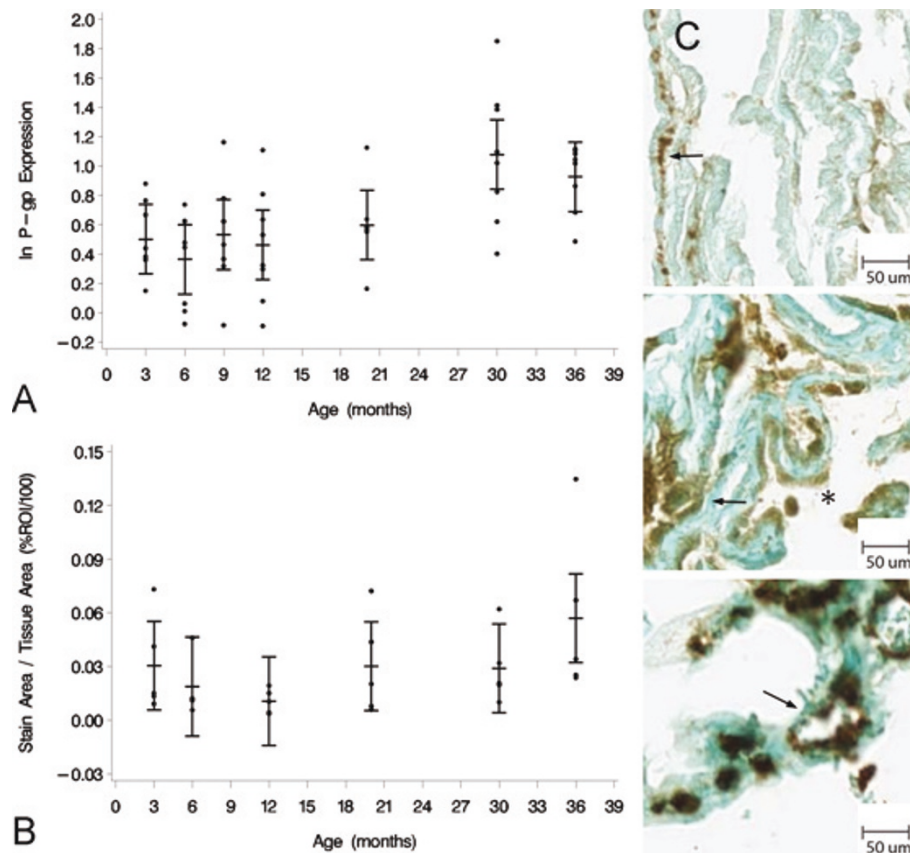 2.0
1.8
1.6
1.4
1.2
1.0
0.8
0.6
0.4
0.2
0.0
−0.2
ln P−gp Expression
0 3 6 9 12 15 18 21 24 27 30 33 36 39
Age (months)
A
0.15
0.12
0.09
0.06
0.03
0.00
−0.03
Stain Area / Tissue Area (%ROI/100)
0 3 6 9 12 15 18 21 24 27 30 33 36 39
Age (months)
B
C
50 um
*
50 um
50 um